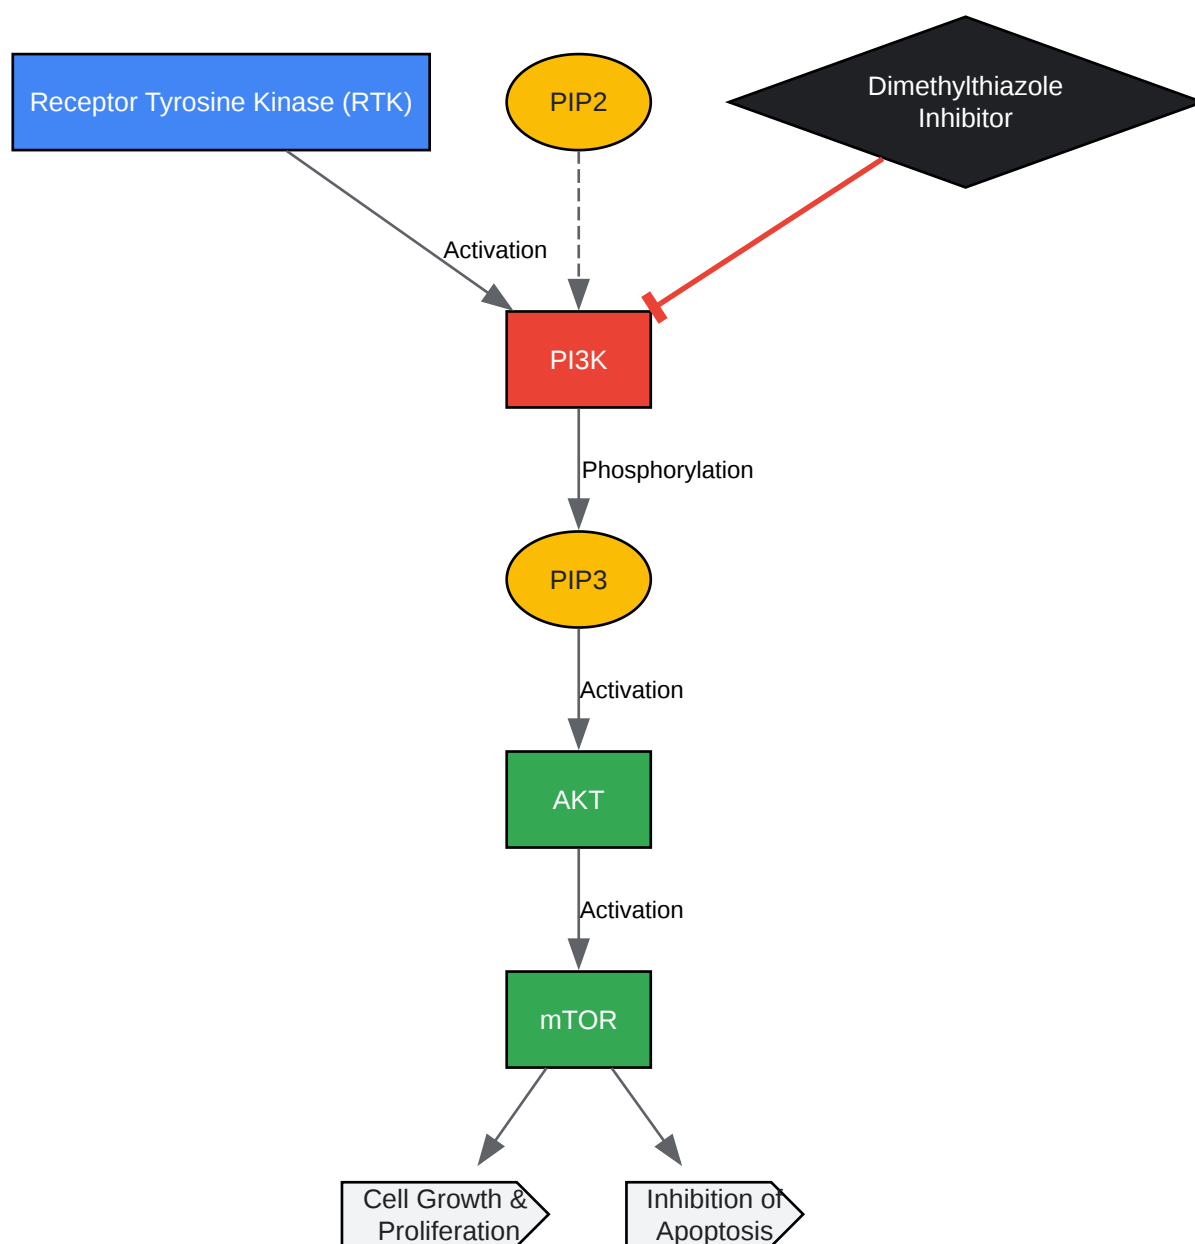 Receptor Tyrosine Kinase (RTK)
PIP2
Dimethylthiazole
Inhibitor
Activation
PI3K
Phosphorylation
PIP3
Activation
AKT
Activation
mTOR
Cell Growth &
Proliferation
Inhibition of
Apoptosis